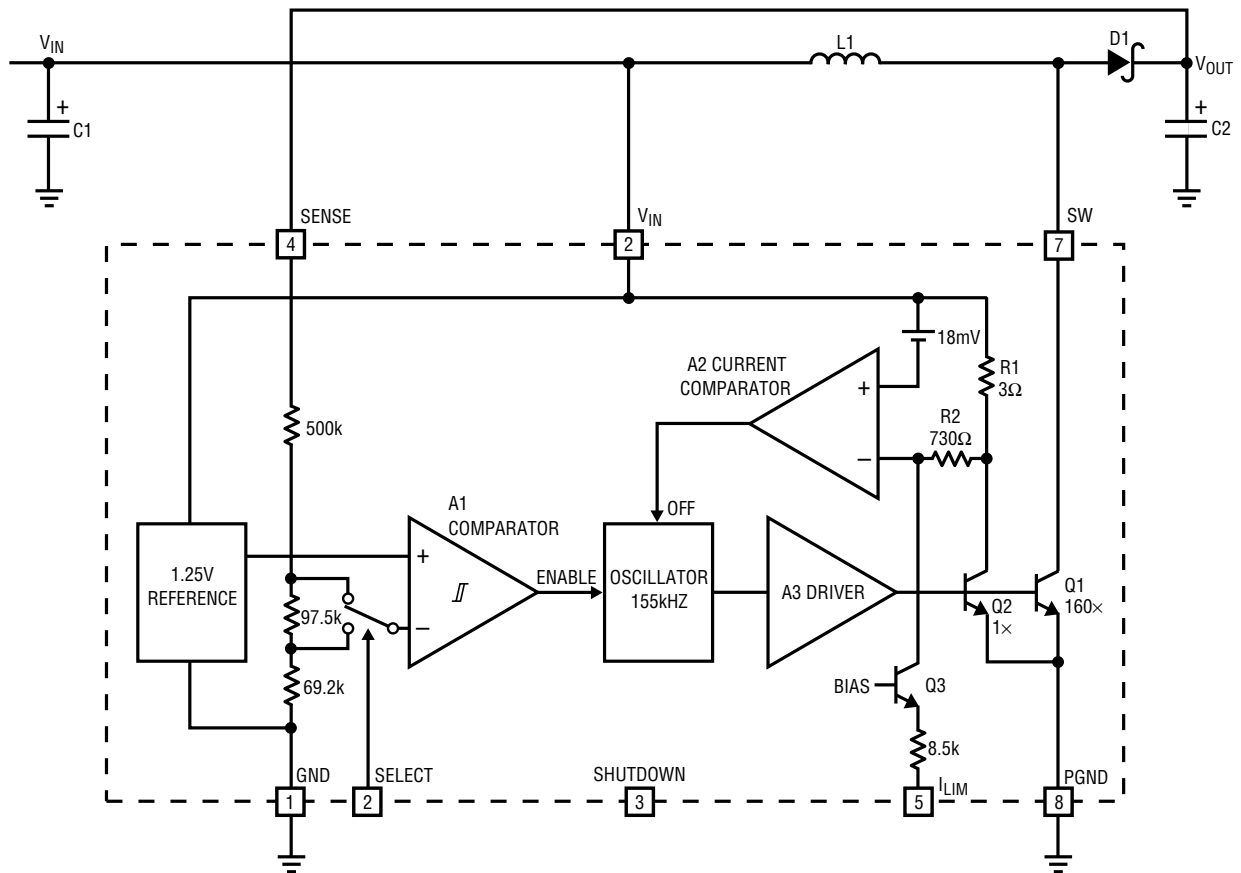 V_IN
L1
D1
V_OUT
+
C1
+
C2
SENSE
V_IN
SW
4
2
7
18mV
A2 CURRENT
COMPARATOR
+
R1
3Ω
R2
730Ω
500k
−
A1
COMPARATOR
OFF
1.25V
REFERENCE
+
ENABLE
OSCILLATOR
155kHZ
A3 DRIVER
97.5k
−
Q2
1×
Q1
160×
69.2k
BIAS
Q3
8.5k
GND
SELECT
SHUTDOWN
I_LIM
PGND
1
2
3
5
8